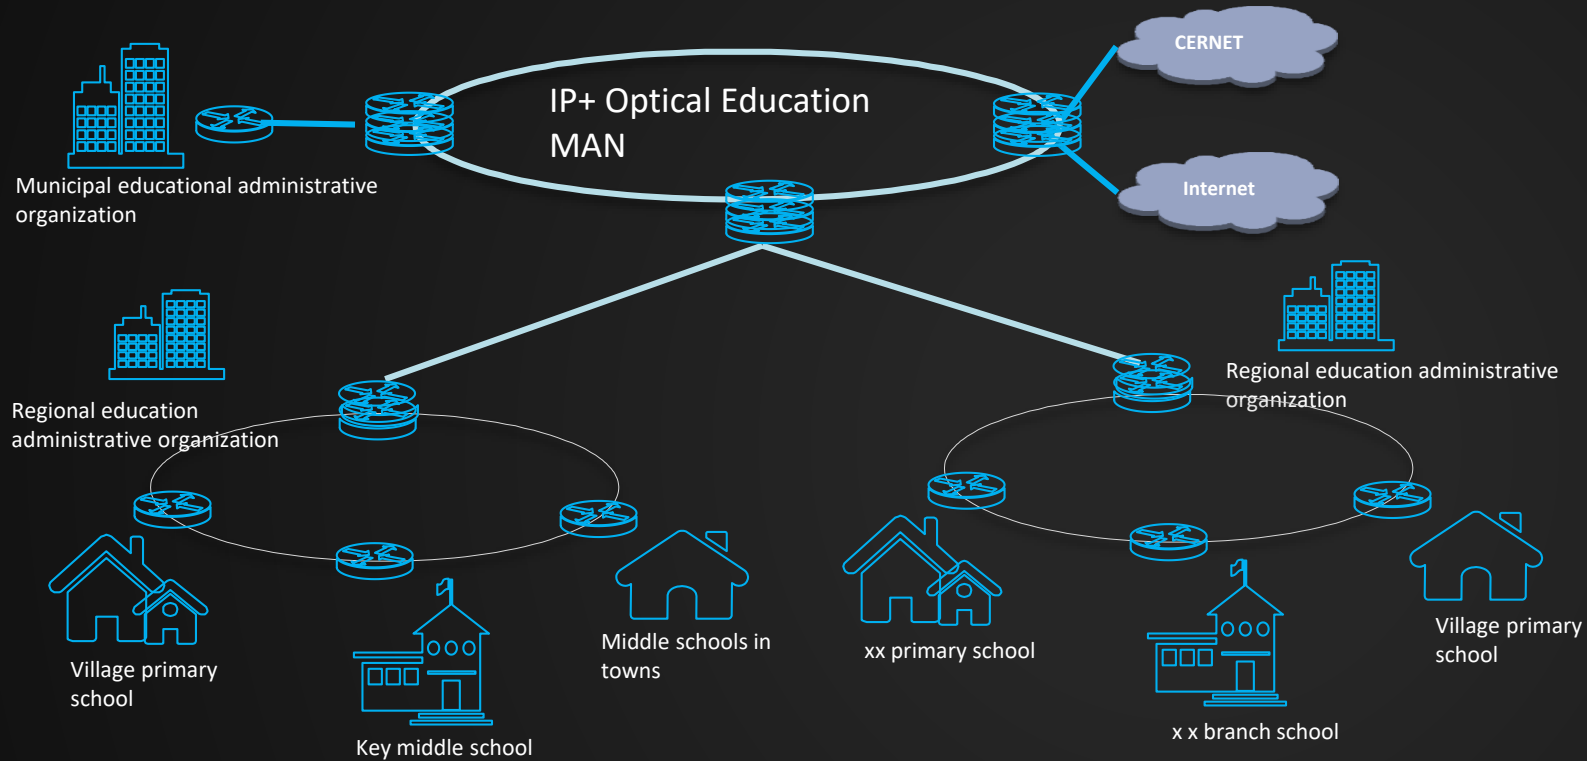 CERNET
IP+ Optical Education
MAN
Municipal educational administrative
organization
Internet
Regional education
administrative organization
Regional education administrative
organization
Village primary
school
Key middle school
Middle schools in
towns
xx primary school
x x branch school
Village primary
school